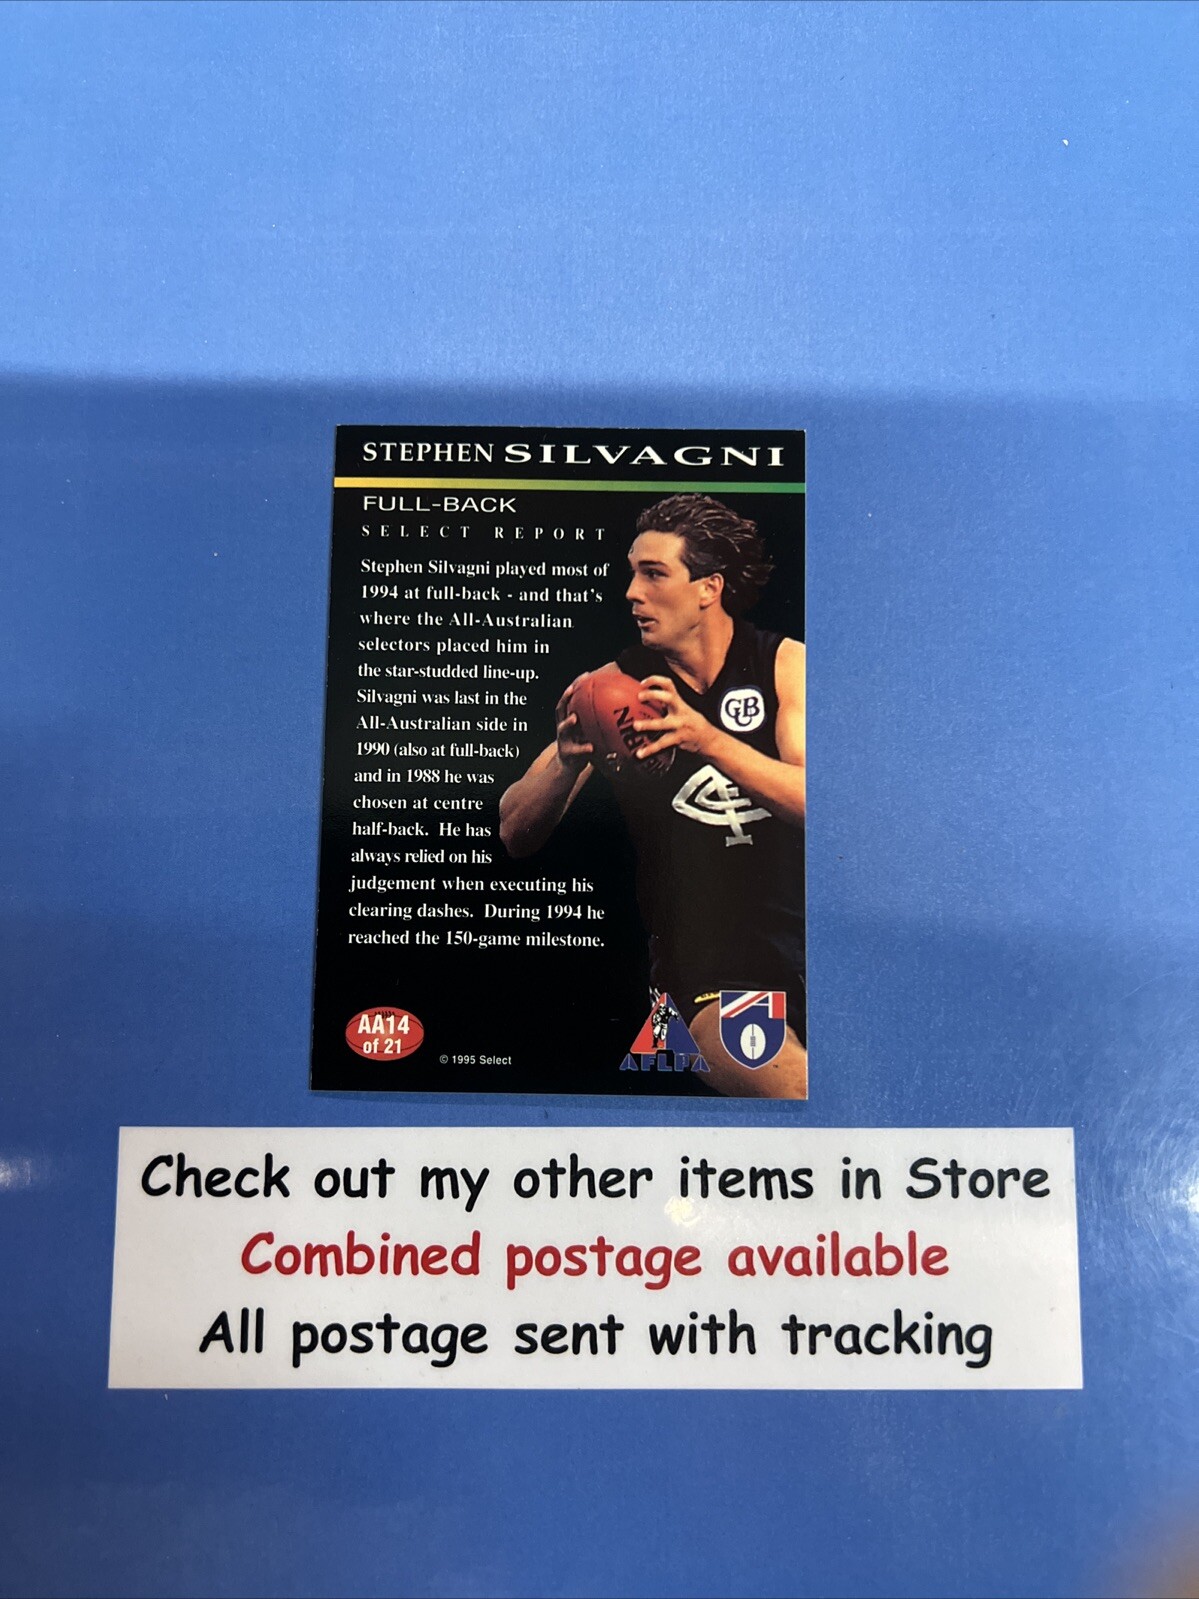 STEPHEN SILVAGNI
FULL-BACK
SELECT REPORT
Stephen Silvagni played most of
1994 at full-back - and that's
where the All-Australian
selectors placed him in
the star-studded line-up.
Silvagni was last in the
All-Australian side in
1990 (also at full-back)
and in 1988 he was
chosen at centre
half-back. He has
always relied on his
judgement when executing his
clearing dashes. During 1994 he
reached the 150-game milestone.
GUB
AA14
of 21
© 1995 Select
AFLPA
Check out my other items in Store
Combined postage available
All postage sent with tracking